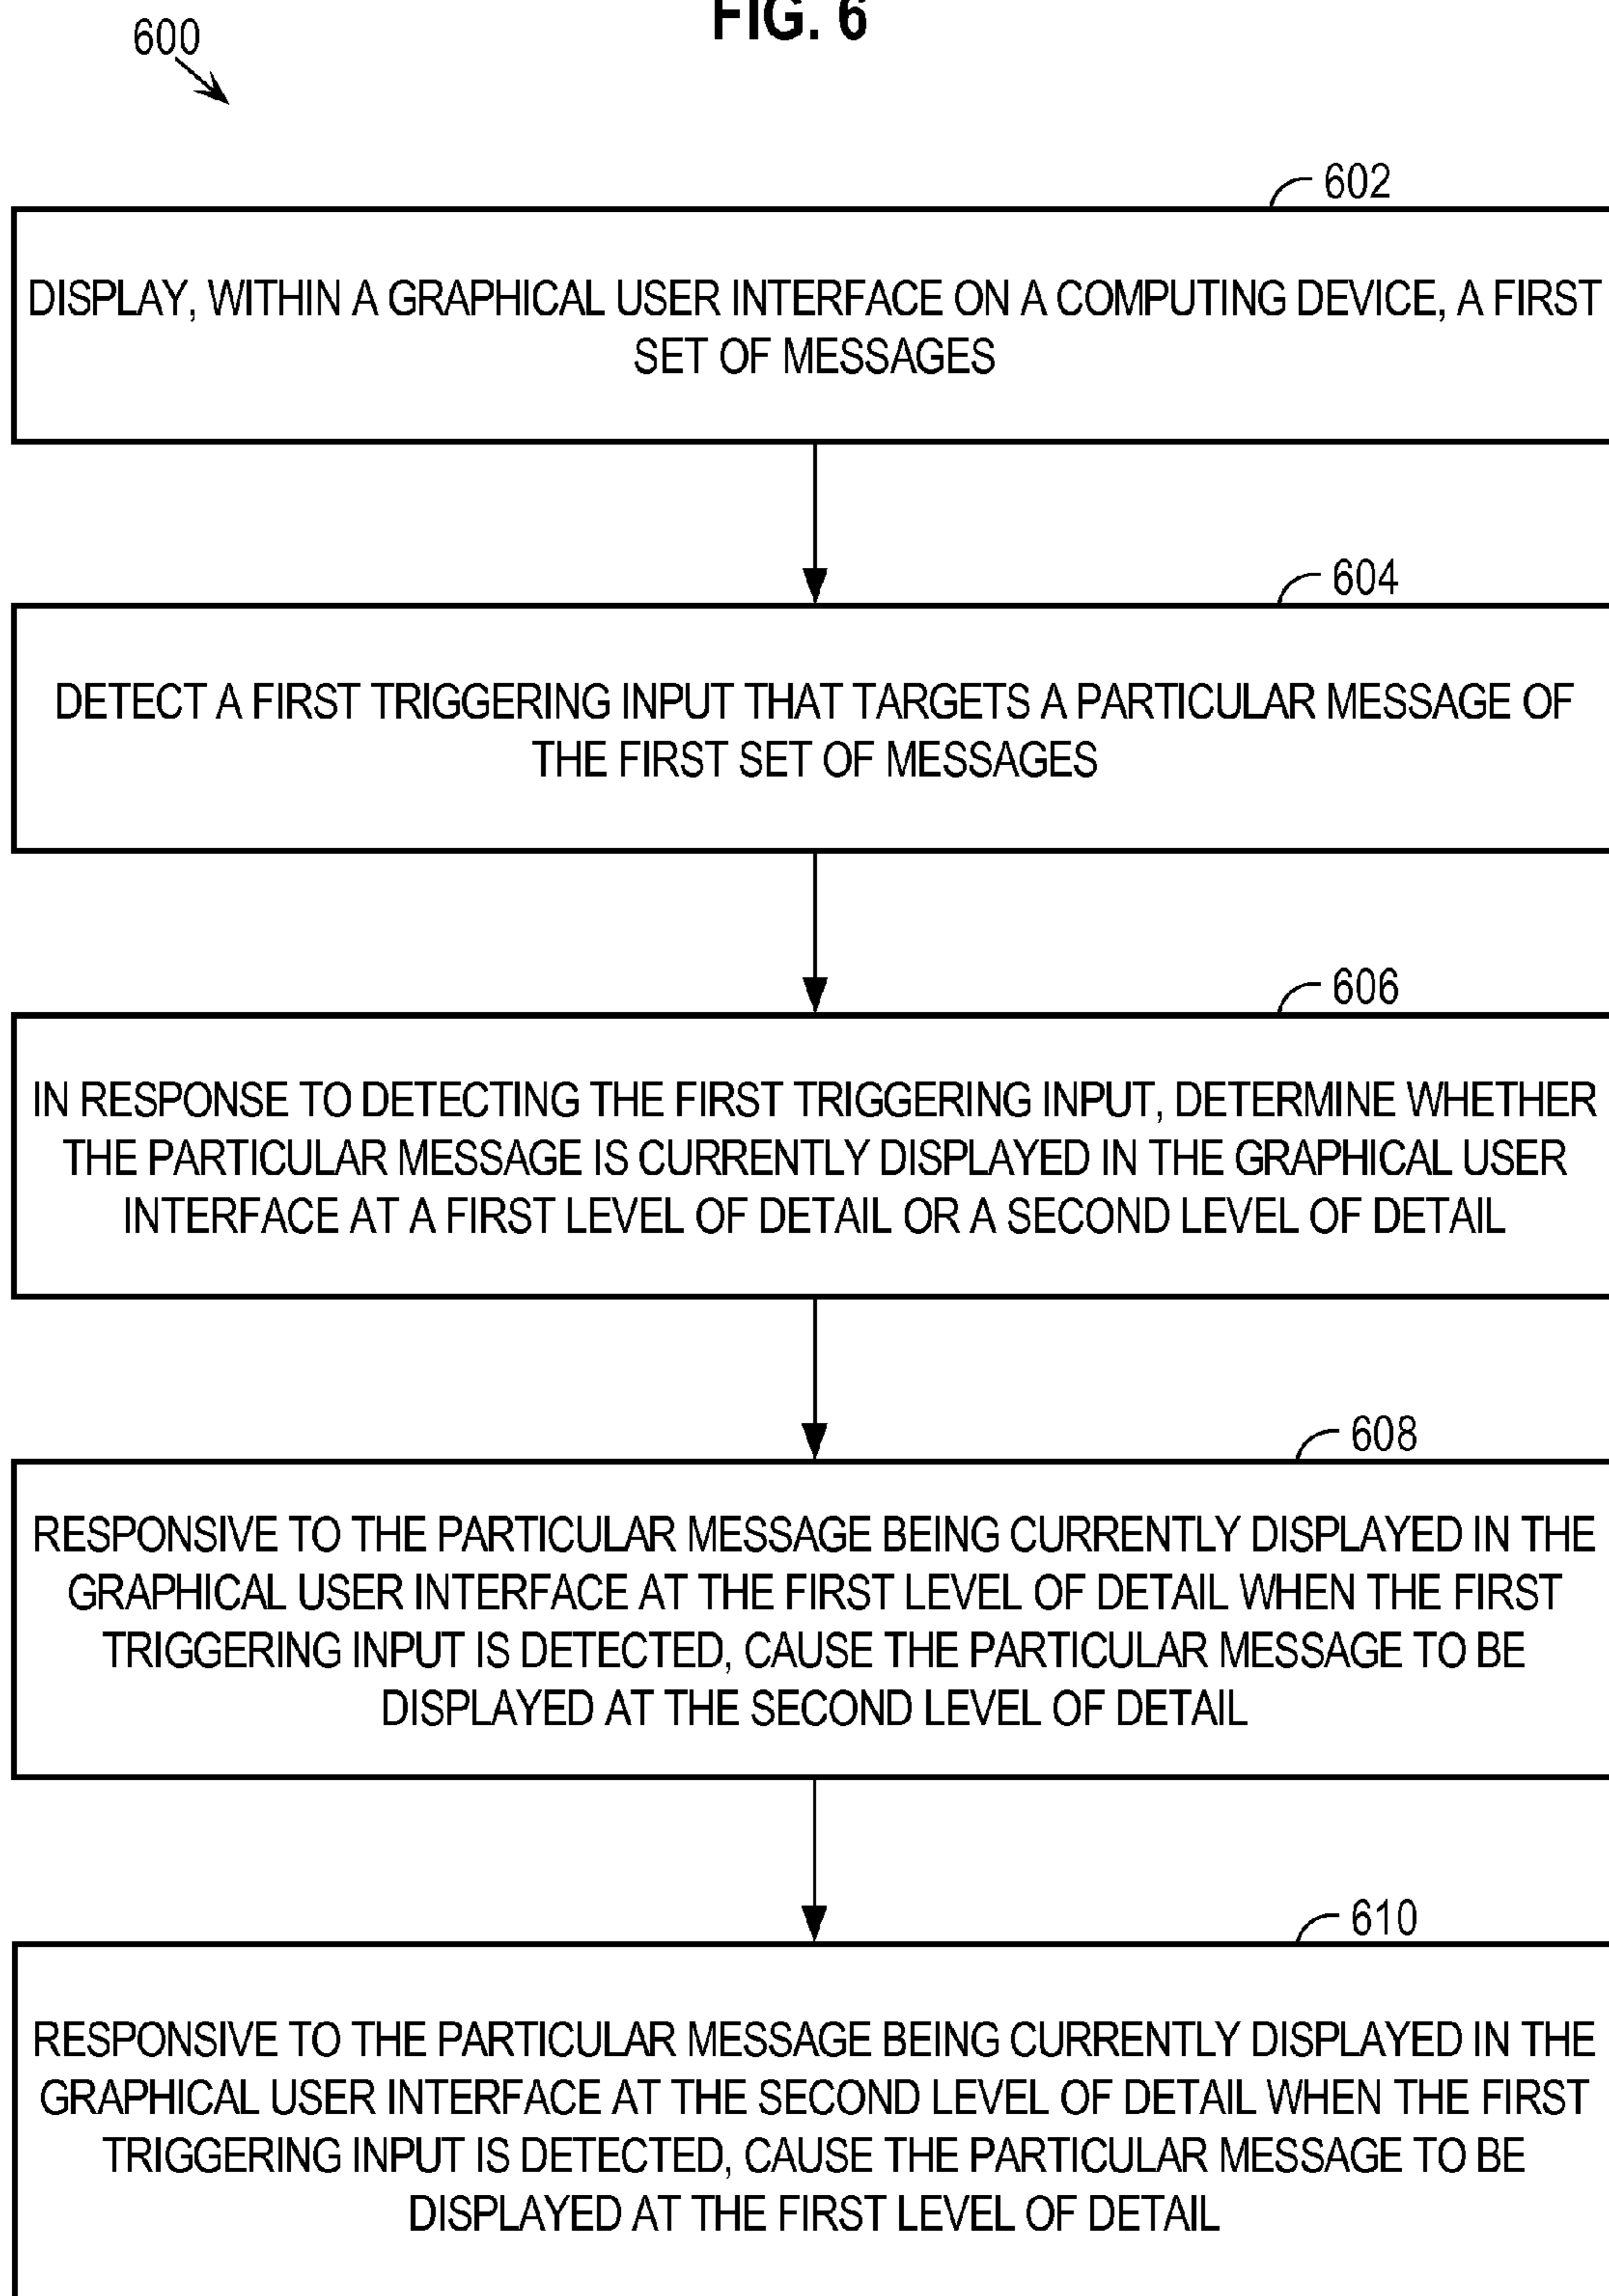 FIG. 6
600
602
DISPLAY, WITHIN A GRAPHICAL USER INTERFACE ON A COMPUTING DEVICE, A FIRST
SET OF MESSAGES
604
DETECT A FIRST TRIGGERING INPUT THAT TARGETS A PARTICULAR MESSAGE OF
THE FIRST SET OF MESSAGES
606
IN RESPONSE TO DETECTING THE FIRST TRIGGERING INPUT, DETERMINE WHETHER
THE PARTICULAR MESSAGE IS CURRENTLY DISPLAYED IN THE GRAPHICAL USER
INTERFACE AT A FIRST LEVEL OF DETAIL OR A SECOND LEVEL OF DETAIL
608
RESPONSIVE TO THE PARTICULAR MESSAGE BEING CURRENTLY DISPLAYED IN THE
GRAPHICAL USER INTERFACE AT THE FIRST LEVEL OF DETAIL WHEN THE FIRST
TRIGGERING INPUT IS DETECTED, CAUSE THE PARTICULAR MESSAGE TO BE
DISPLAYED AT THE SECOND LEVEL OF DETAIL
610
RESPONSIVE TO THE PARTICULAR MESSAGE BEING CURRENTLY DISPLAYED IN THE
GRAPHICAL USER INTERFACE AT THE SECOND LEVEL OF DETAIL WHEN THE FIRST
TRIGGERING INPUT IS DETECTED, CAUSE THE PARTICULAR MESSAGE TO BE
DISPLAYED AT THE FIRST LEVEL OF DETAIL